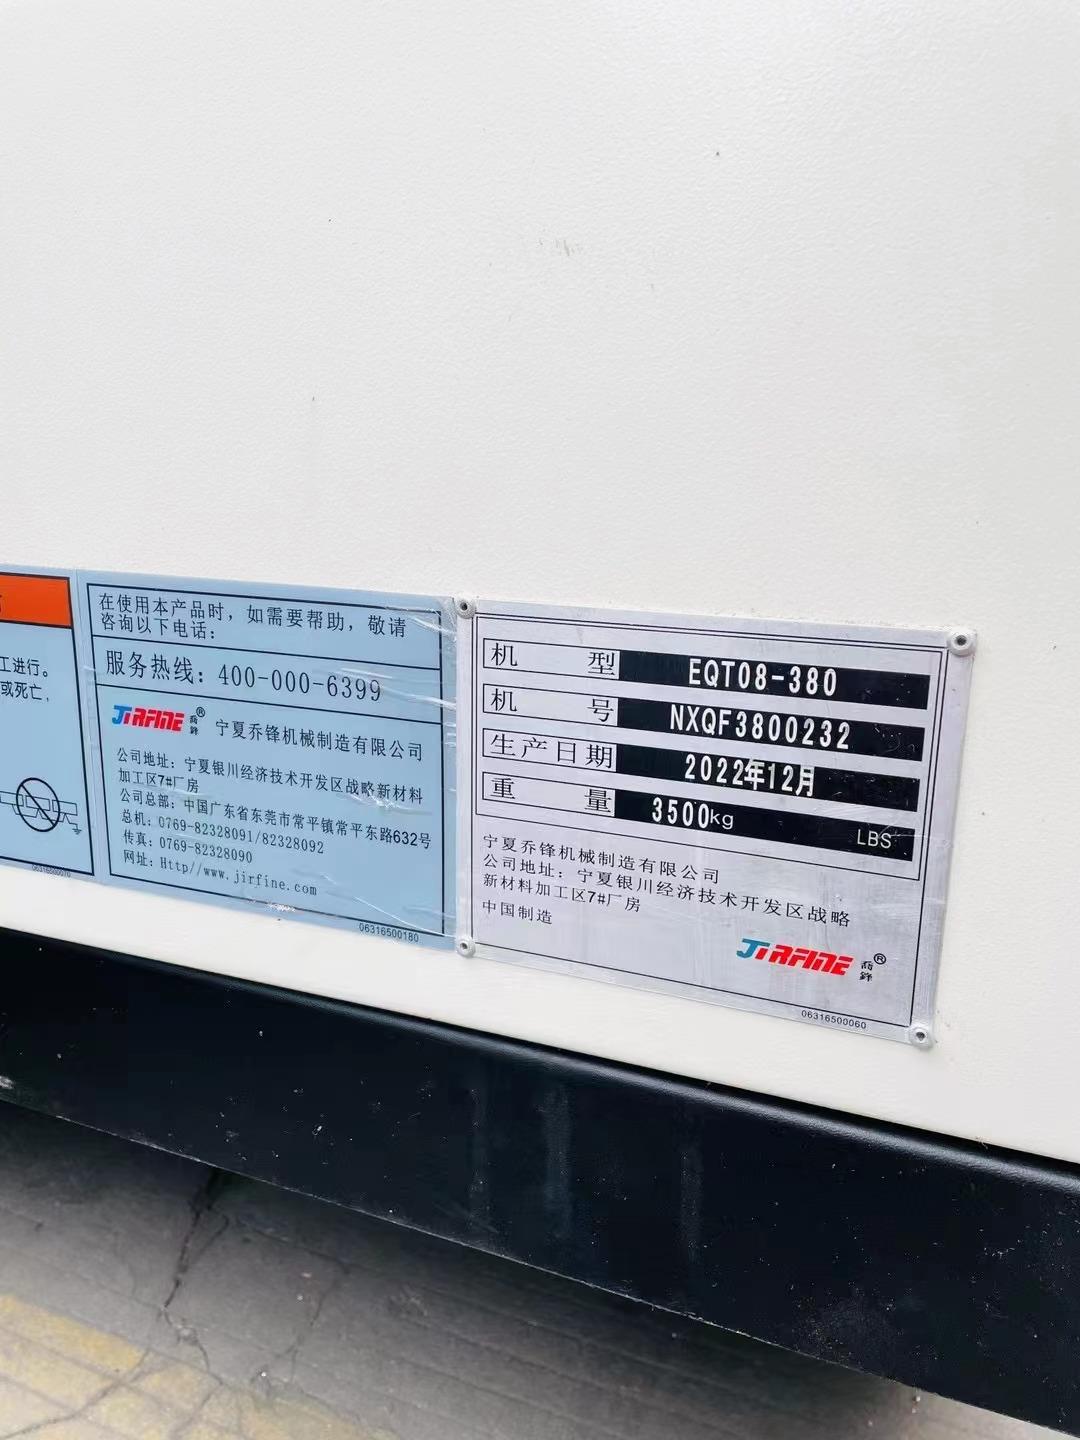 工进行。
或死亡，
06316500070
在使用本产品时，如需要帮助，敬请
咨询以下电话：
服务热线：400-000-6399
JIRFINE 喬鋒® 宁夏乔锋机械制造有限公司
公司地址：宁夏银川经济技术开发区战略新材料
加工区7#厂房
公司总部：中国广东省东莞市常平镇常平东路632号
总机：0769-82328091/82328092
传真：0769-82328090
网址：Http//www.jirfine.com
06316500180
机 型 EQT08-380
机 号 NXQF3800232
生产日期 2022年12月
重 量 3500kg LBS
宁夏乔锋机械制造有限公司
公司地址：宁夏银川经济技术开发区战略
新材料加工区7#厂房
中国制造
JIRFINE 喬鋒®
06316500060